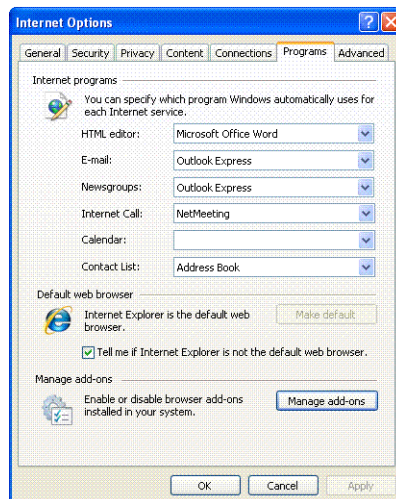 Internet Options
General Security Privacy Content Connections Programs Advanced
Internet programs
You can specify which program Windows automatically uses for
each Internet service.
HTML editor: Microsoft Office Word
E-mail: Outlook Express
Newsgroups: Outlook Express
Internet Call: NetMeeting
Calendar:
Contact List: Address Book
Default web browser
Internet Explorer is the default web
browser.
Make default
Tell me if Internet Explorer is not the default web browser.
Manage add-ons
Enable or disable browser add-ons
installed in your system.
Manage add-ons
OK Cancel Apply